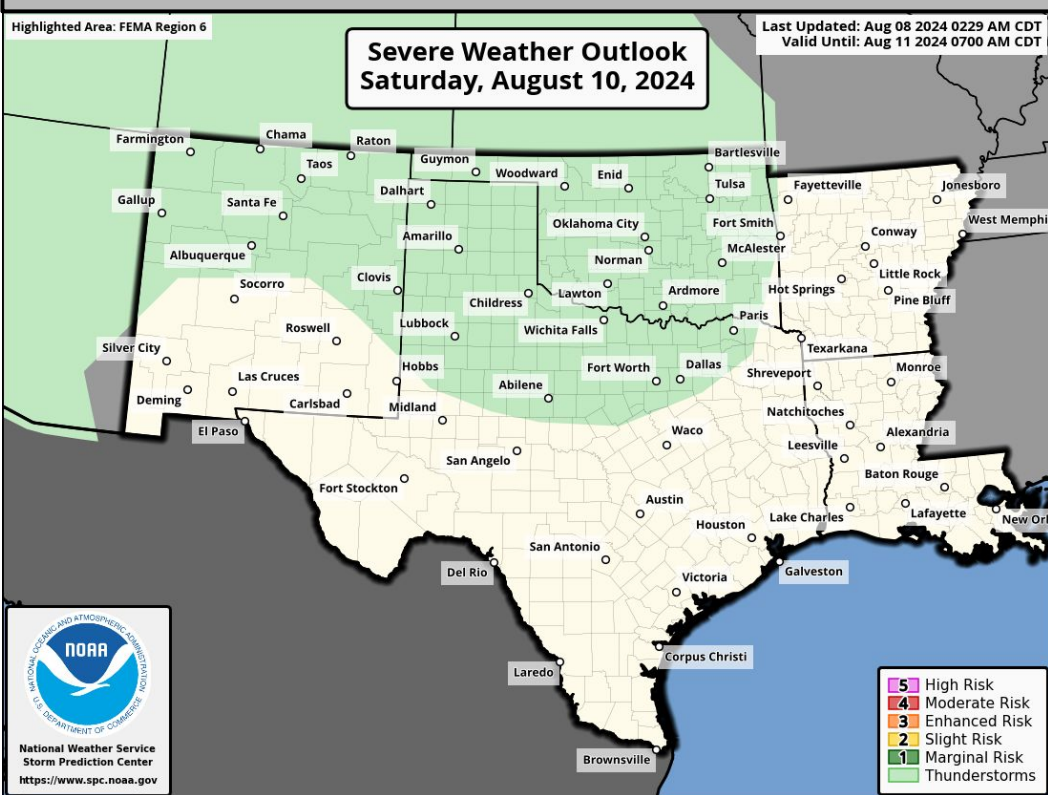 Highlighted Area: FEMA Region 6
Severe Weather Outlook
Saturday, August 10, 2024
Last Updated: Aug 08 2024 0229 AM CDT
Valid Until: Aug 11 2024 0700 AM CDT
Farmington
Chama
Raton
Taos
Guymon
Woodward
Enid
Bartlesville
Tulsa
Fayetteville
Jonesboro
Gallup
Santa Fe
Dalhart
Oklahoma City
Fort Smith
West Memphi
Albuquerque
Amarillo
Norman
McAlester
Conway
Socorro
Clovis
Childress
Lawton
Ardmore
Hot Springs
Little Rock
Pine Bluff
Roswell
Lubbock
Wichita Falls
Paris
Silver City
Texarkana
Las Cruces
Hobbs
Fort Worth
Dallas
Shreveport
Monroe
Deming
Carlsbad
Midland
Abilene
Natchitoches
El Paso
Waco
Alexandria
San Angelo
Leesville
Fort Stockton
Baton Rouge
Austin
Lake Charles
Lafayette
New Orl
Houston
San Antonio
Del Rio
Galveston
Victoria
Corpus Christi
Laredo
Brownsville
NATIONAL OCEANIC AND ATMOSPHERIC ADMINISTRATION
NOAA
U.S. DEPARTMENT OF COMMERCE
National Weather Service
Storm Prediction Center
https://www.spc.noaa.gov
5 High Risk
4 Moderate Risk
3 Enhanced Risk
2 Slight Risk
1 Marginal Risk
Thunderstorms